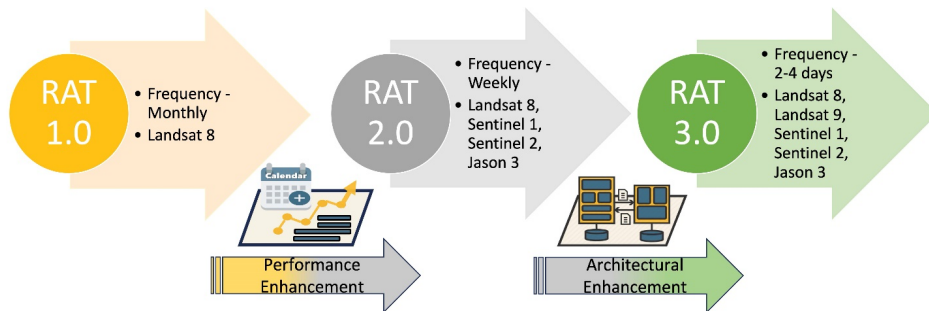 RAT
1.0
• Frequency -
Monthly
• Landsat 8
RAT
2.0
• Frequency -
Weekly
• Landsat 8,
Sentinel 1,
Sentinel 2,
Jason 3
RAT
3.0
• Frequency -
2-4 days
• Landsat 8,
Landsat 9,
Sentinel 1,
Sentinel 2,
Jason 3
Calendar
Performance
Enhancement
Architectural
Enhancement